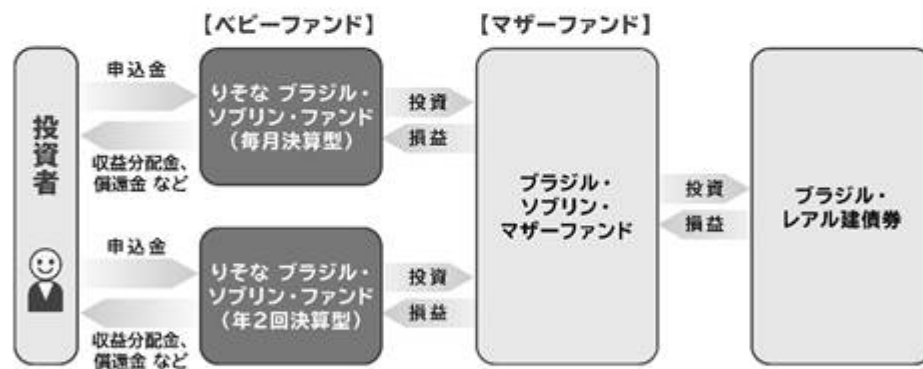 【ベビーファンド】
【マザーファンド】
投資者
申込金
収益分配金、
償還金 など
りそな ブラジル・
ソブリン・ファンド
（毎月決算型）
投資
損益
申込金
収益分配金、
償還金 など
りそな ブラジル・
ソブリン・ファンド
（年2回決算型）
投資
損益
ブラジル・
ソブリン・
マザーファンド
投資
損益
ブラジル・
レアル建債券